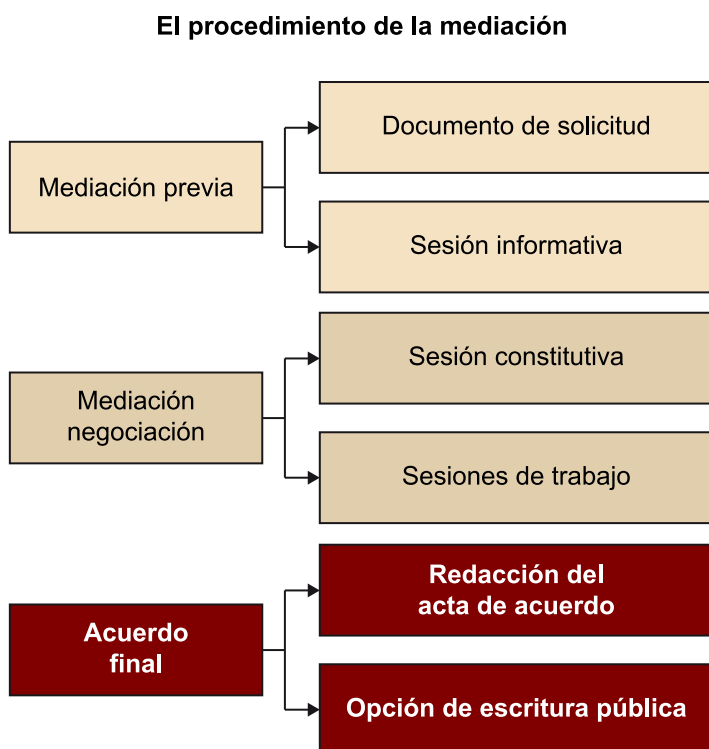 El procedimiento de la mediación
Mediación previa
Documento de solicitud
Sesión informativa
Mediación
negociación
Sesión constitutiva
Sesiones de trabajo
Acuerdo
final
Redacción del
acta de acuerdo
Opción de escritura pública